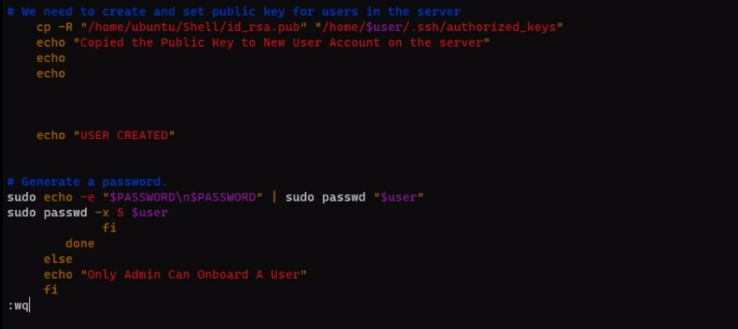 # We need to create and set public key for users in the server
cp -R "/home/ubuntu/Shell/id_rsa.pub" "/home/$user/.ssh/authorized_keys"
echo "Copied the Public Key to New User Account on the server"
echo
echo
echo "USER CREATED"
# Generate a password.
sudo echo -e "$PASSWORD\n$PASSWORD" | sudo passwd "$user"
sudo passwd -x 5 $user
fi
done
else
echo "Only Admin Can Onboard A User"
fi
:wq